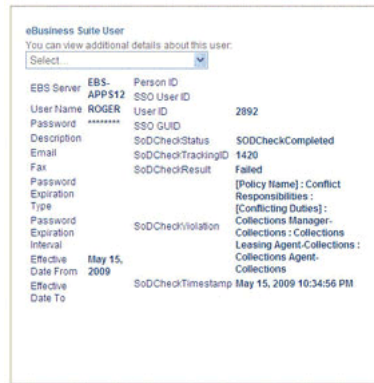 eBusiness Suite User
You can view additional details about this user:
Select...
EBS Server EBS-APPS12
User Name ROGER
Password ********
Description
Email
Fax
Password Expiration Type
Password Expiration Interval
Effective Date From May 15, 2009
Effective Date To
Person ID
SSO User ID
User ID 2892
SSO GUID
SoDCheckStatus SODCheckCompleted
SoDCheckTrackingID 1420
SoDCheckResult Failed
SoDCheckViolation
[Policy Name] : Conflict
Responsibilities :
[Conflicting Duties] :
Collections Manager-
Collections : Collections
Leasing Agent-Collections :
Collections Agent-
Collections
SoDCheckTimestamp May 15, 2009 10:34:56 PM